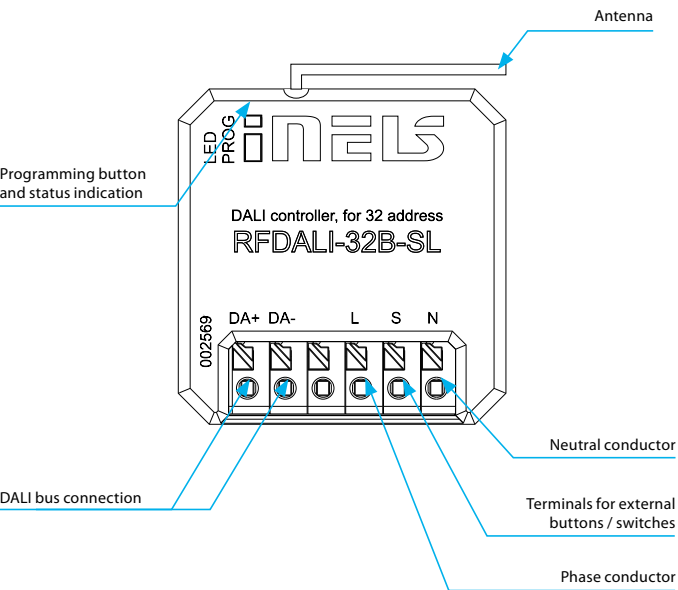 Antenna
LED
PROG
iNELS
Programming button
and status indication
DALI controller, for 32 address
RFDALI-32B-SL
002569
DA+ DA- L S N
Neutral conductor
DALI bus connection
Terminals for external
buttons / switches
Phase conductor